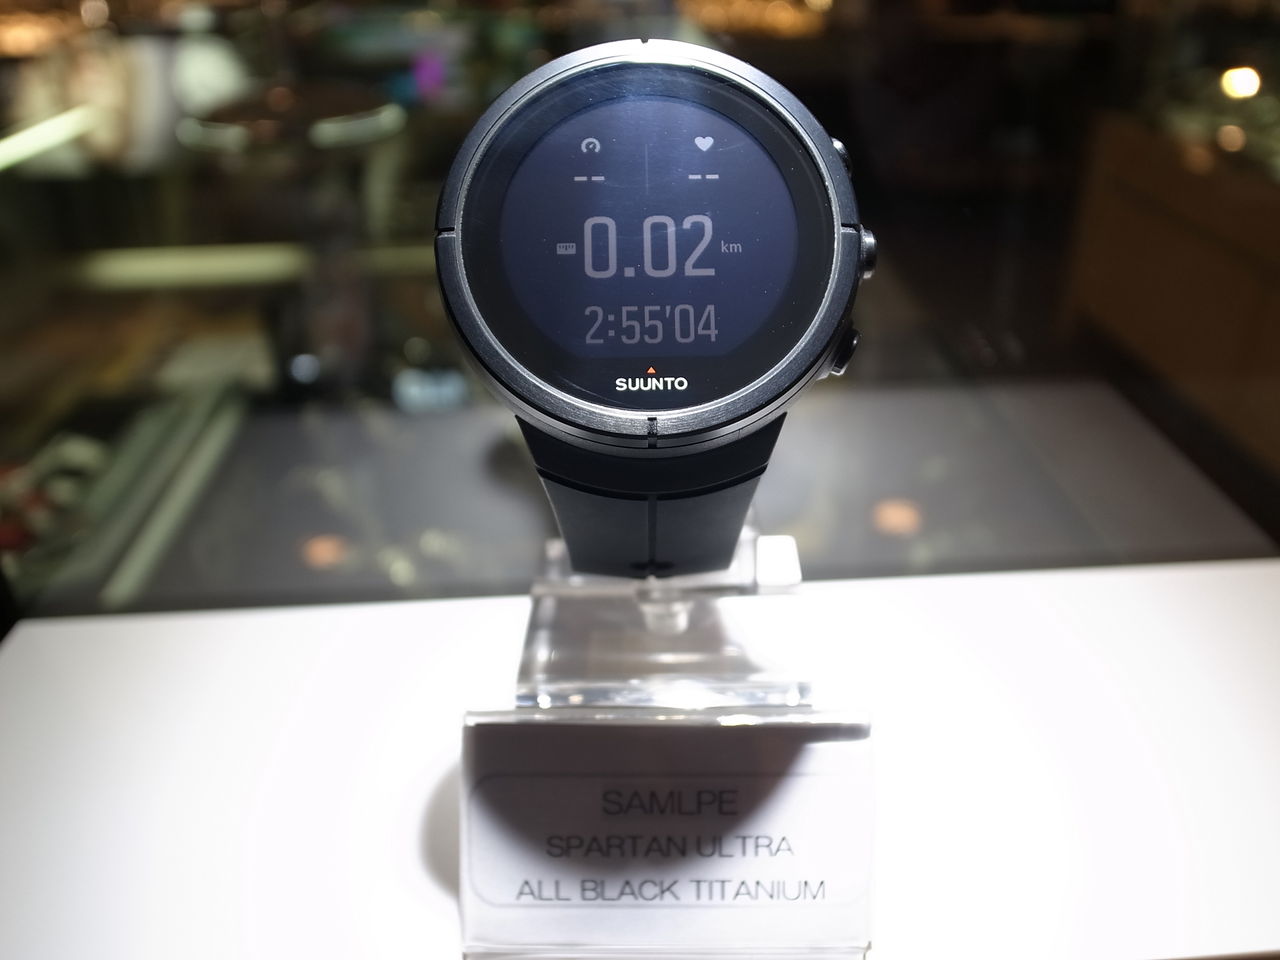 -- --
0.02 km
2:55'04
SUUNTO
SAMLPE
SPARTAN ULTRA
ALL BLACK TITANIUM